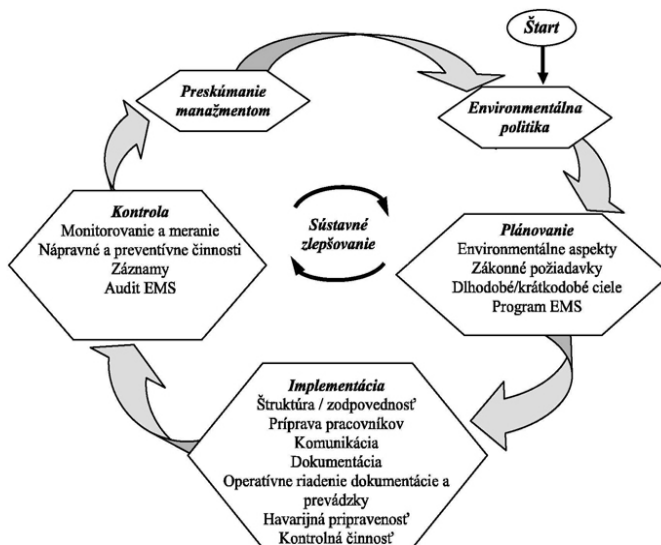 Štart
Preskúmanie
manažmentom
Environmentálna
politika
Kontrola
Monitorovanie a meranie
Nápravné a preventívne činnosti
Záznamy
Audit EMS
Sústavné
zlepšovanie
Plánovanie
Environmentálne aspekty
Zákonné požiadavky
Dlhodobé/krátkodobé ciele
Program EMS
Implementácia
Štruktúra / zodpovednosť
Príprava pracovníkov
Komunikácia
Dokumentácia
Operatívne riadenie dokumentácie a
prevádzky
Havarijná pripravenosť
Kontrolná činnosť